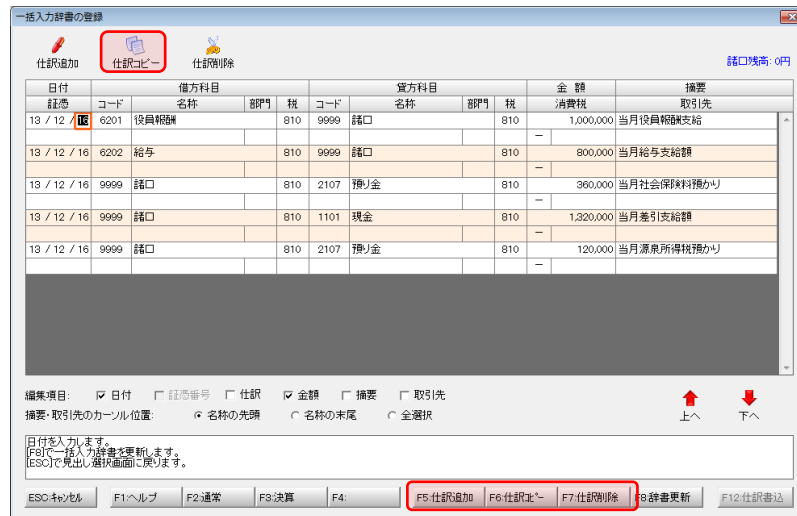 一括入力辞書の登録
仕訳追加 仕訳コピー 仕訳削除
諸口残高: 0円
日付 借方科目 貸方科目 金 額 摘要
証憑 コード 名称 部門 税 コード 名称 部門 税 消費税 取引先
13 / 12 / 16 6201 役員報酬 810 9999 諸口 810 1,000,000 当月役員報酬支給
－
13 / 12 / 16 6202 給与 810 9999 諸口 810 800,000 当月給与支給額
－
13 / 12 / 16 9999 諸口 810 2107 預り金 810 360,000 当月社会保険料預かり
－
13 / 12 / 16 9999 諸口 810 1101 現金 810 1,320,000 当月差引支給額
－
13 / 12 / 16 9999 諸口 810 2107 預り金 810 120,000 当月源泉所得税預かり
－
編集項目: 日付 証憑番号 仕訳 金額 摘要 取引先
摘要・取引先のカーソル位置: 名称の先頭 名称の末尾 全選択
上へ 下へ
日付を入力します。
[F8]で一括入力辞書を更新します。
[ESC]で見出し選択画面に戻ります。
ESC:ｷｬﾝｾﾙ F1:ヘルプ F2:通常 F3:決算 F4: F5:仕訳追加 F6:仕訳ｺﾋﾟｰ F7:仕訳削除 F8:辞書更新 F12:仕訳書込